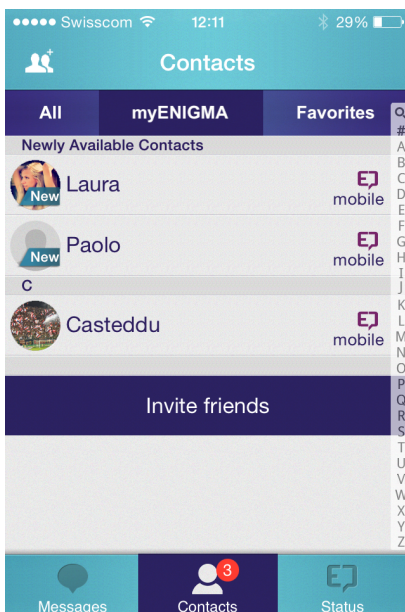 Swisscom 12:11 29%
Contacts
All myENIGMA Favorites
Newly Available Contacts
New Laura mobile
New Paolo mobile
C
Casteddu mobile
Invite friends
#
A
B
C
D
E
F
G
H
I
J
K
L
M
N
O
P
Q
R
S
T
U
V
W
X
Y
Z
3
Messages Contacts Status